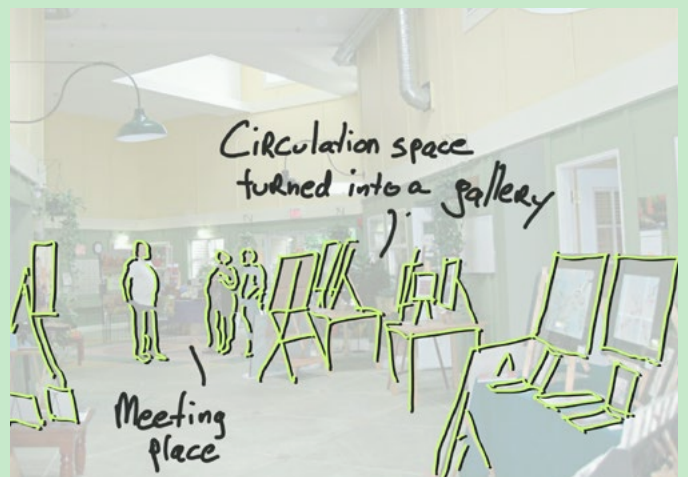 Circulation space
turned into a gallery
Meeting
place